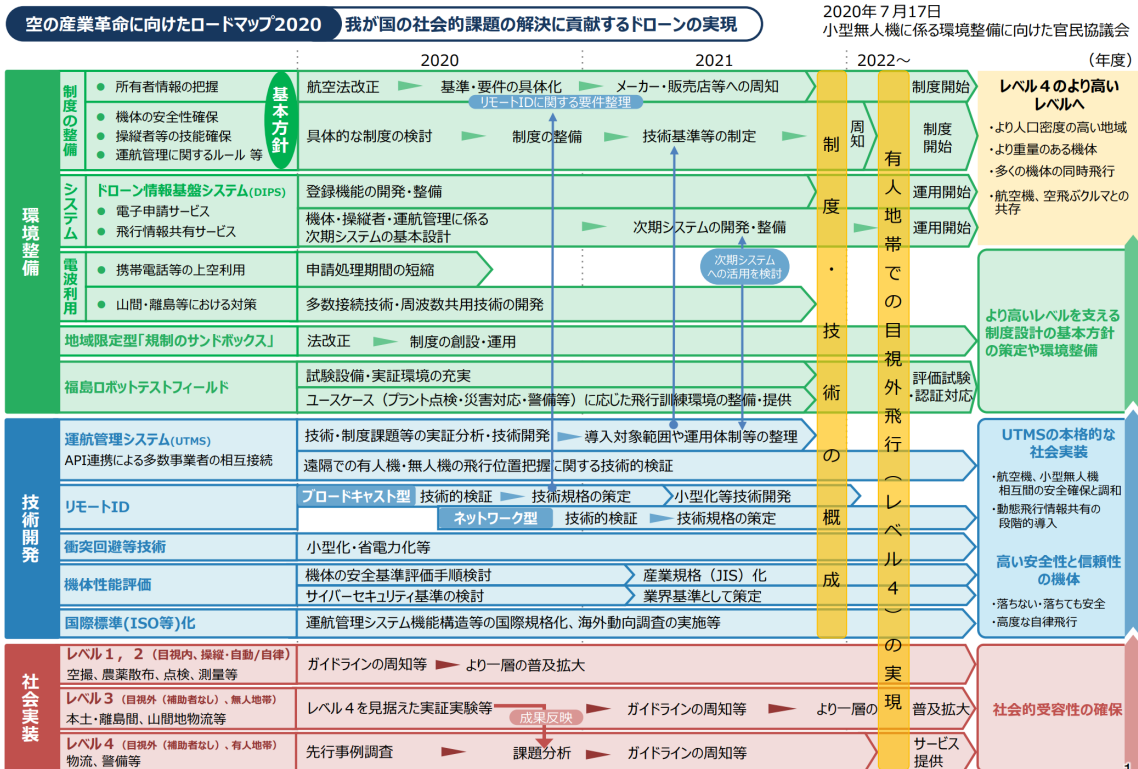 空の産業革命に向けたロードマップ2020
我が国の社会的課題の解決に貢献するドローンの実現
2020年7月17日
小型無人機に係る環境整備に向けた官民協議会
2020
2021
2022~
(年度)
環境整備
制度の整備
● 所有者情報の把握
● 機体の安全性確保
● 操縦者等の技能確保
● 運航管理に関するルール 等
基本方針
航空法改正
基準・要件の具体化
メーカー・販売店等への周知
制度開始
リモートIDに関する要件整理
具体的な制度の検討
制度の整備
技術基準等の制定
周知
制度
開始
システム
ドローン情報基盤システム(DIPS)
● 電子申請サービス
● 飛行情報共有サービス
登録機能の開発・整備
運用開始
機体・操縦者・運航管理に係る
次期システムの基本設計
次期システムの開発・整備
運用開始
次期システム
への活用を検討
電波利用
● 携帯電話等の上空利用
申請処理期間の短縮
● 山間・離島等における対策
多数接続技術・周波数共用技術の開発
地域限定型「規制のサンドボックス」
法改正
制度の創設・運用
福島ロボットテストフィールド
試験設備・実証環境の充実
ユースケース(プラント点検・災害対応・警備等)に応じた飛行訓練環境の整備・提供
評価試験
・認証対応
制度・技術の概成
有人地帯での目視外飛行(レベル4)の実現
レベル4のより高い
レベルへ
・より人口密度の高い地域
・より重量のある機体
・多くの機体の同時飛行
・航空機、空飛ぶクルマとの
共存
より高いレベルを支える
制度設計の基本方針
の策定や環境整備
技術開発
運航管理システム(UTMS)
API連携による多数事業者の相互接続
技術・制度課題等の実証分析・技術開発
導入対象範囲や運用体制等の整理
遠隔での有人機・無人機の飛行位置把握に関する技術的検証
リモートID
ブロードキャスト型
技術的検証
技術規格の策定
小型化等技術開発
ネットワーク型
技術的検証
技術規格の策定
衝突回避等技術
小型化・省電力化等
機体性能評価
機体の安全基準評価手順検討
産業規格(JIS)化
サイバーセキュリティ基準の検討
業界基準として策定
国際標準(ISO等)化
運航管理システム機能構造等の国際規格化、海外動向調査の実施等
UTMSの本格的な
社会実装
・航空機、小型無人機
相互間の安全確保と調和
・動態飛行情報共有の
段階的導入
高い安全性と信頼性
の機体
・落ちない・落ちても安全
・高度な自律飛行
社会実装
レベル1, 2(目視内、操縦・自動/自律)
空撮、農薬散布、点検、測量等
ガイドラインの周知等
より一層の普及拡大
レベル3(目視外(補助者なし)、無人地帯)
本土・離島間、山間地物流等
レベル4を見据えた実証実験等
ガイドラインの周知等
より一層の
普及拡大
成果反映
レベル4(目視外(補助者なし)、有人地帯)
物流、警備等
先行事例調査
課題分析
ガイドラインの周知等
サービス
提供
社会的受容性の確保
1